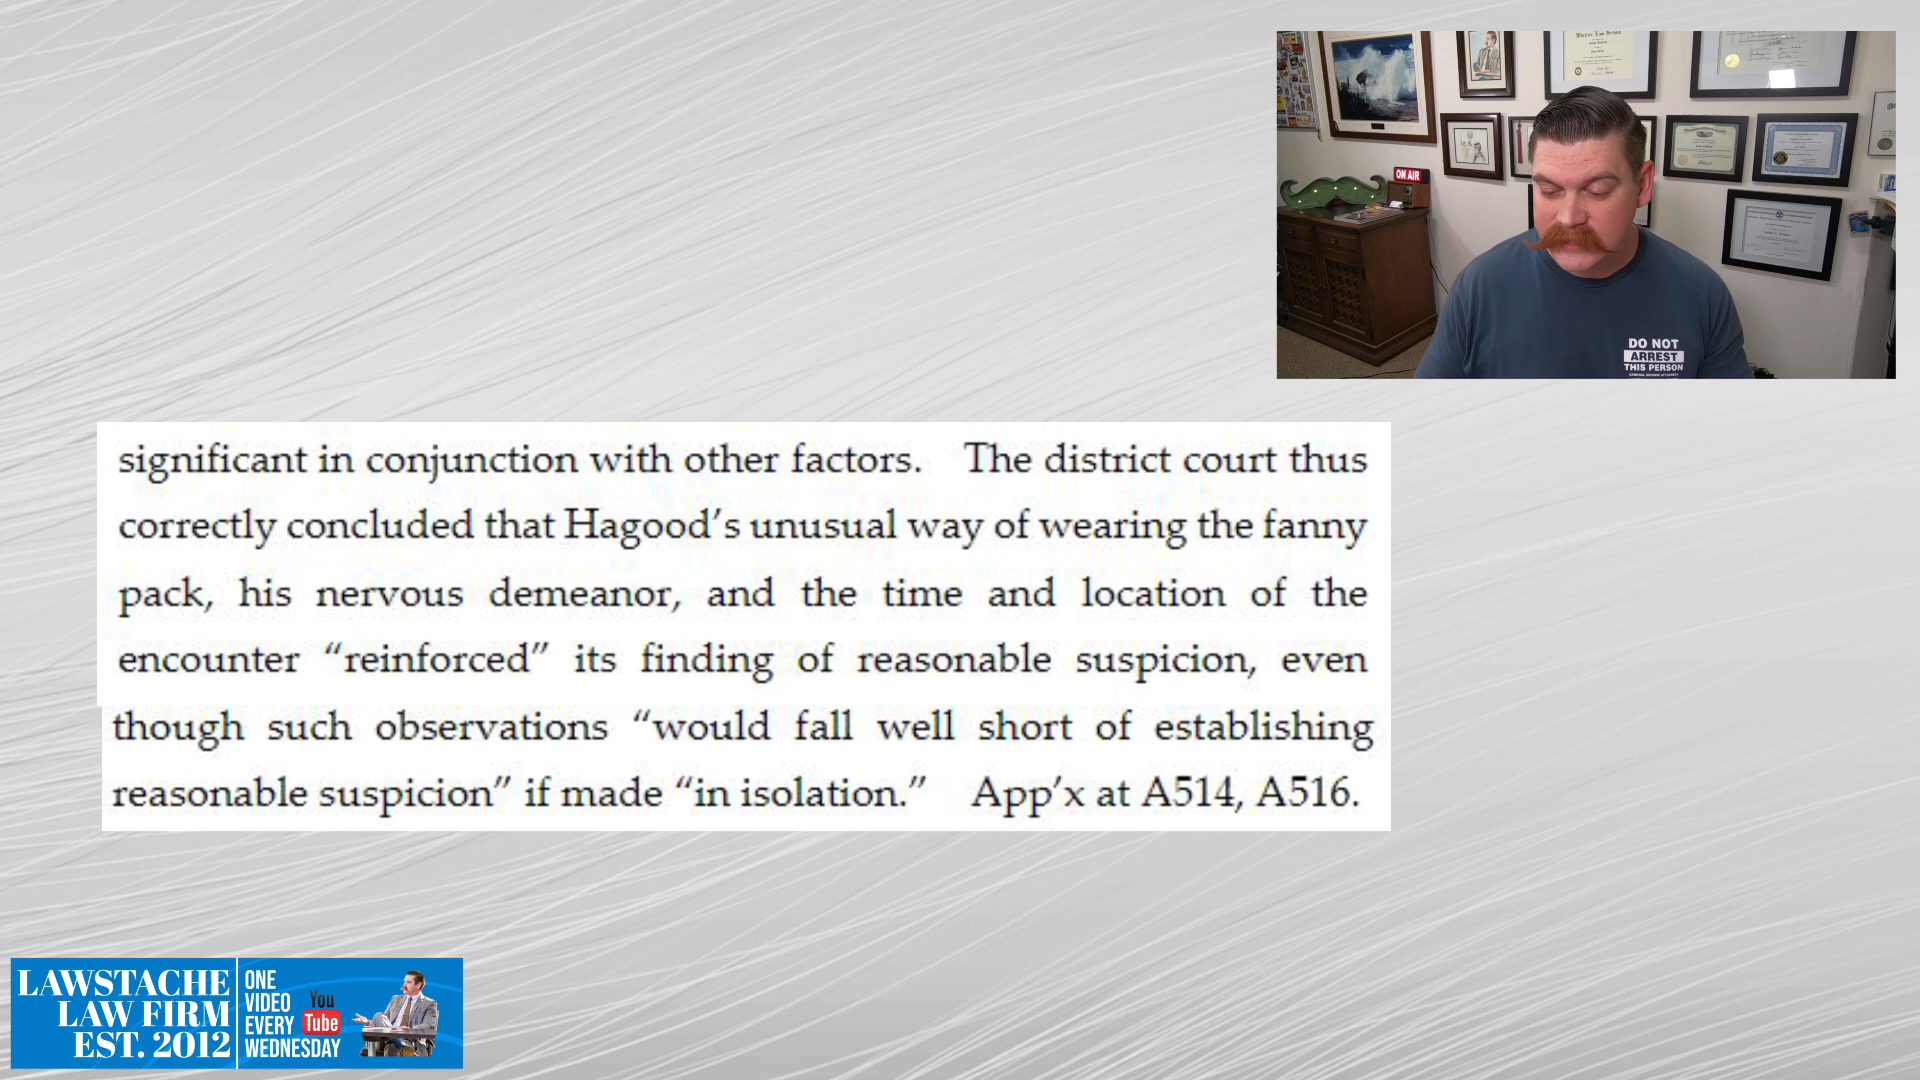 ON AIR
DO NOT
ARREST
THIS PERSON
significant in conjunction with other factors. The district court thus
correctly concluded that Hagood’s unusual way of wearing the fanny
pack, his nervous demeanor, and the time and location of the
encounter “reinforced” its finding of reasonable suspicion, even
though such observations “would fall well short of establishing
reasonable suspicion” if made “in isolation.” App’x at A514, A516.
LAWSTACHE
LAW FIRM
EST. 2012
ONE
VIDEO
EVERY
WEDNESDAY
You
Tube